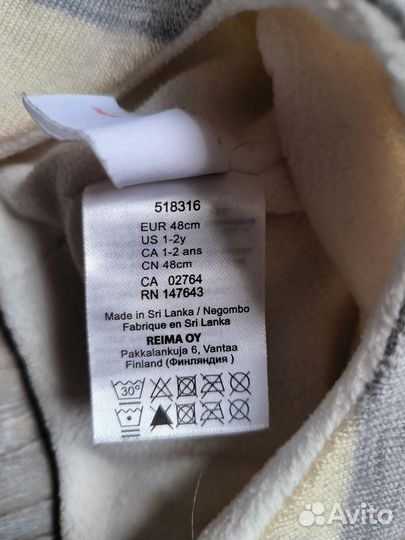 518316
EUR 48cm
US 1-2y
CA 1-2 ans
CN 48cm
CA 02764
RN 147643
Made in Sri Lanka / Negombo
Fabrique en Sri Lanka
REIMA OY
Pakkalankuja 6, Vantaa
Finland (Финляндия )
30°
Avito